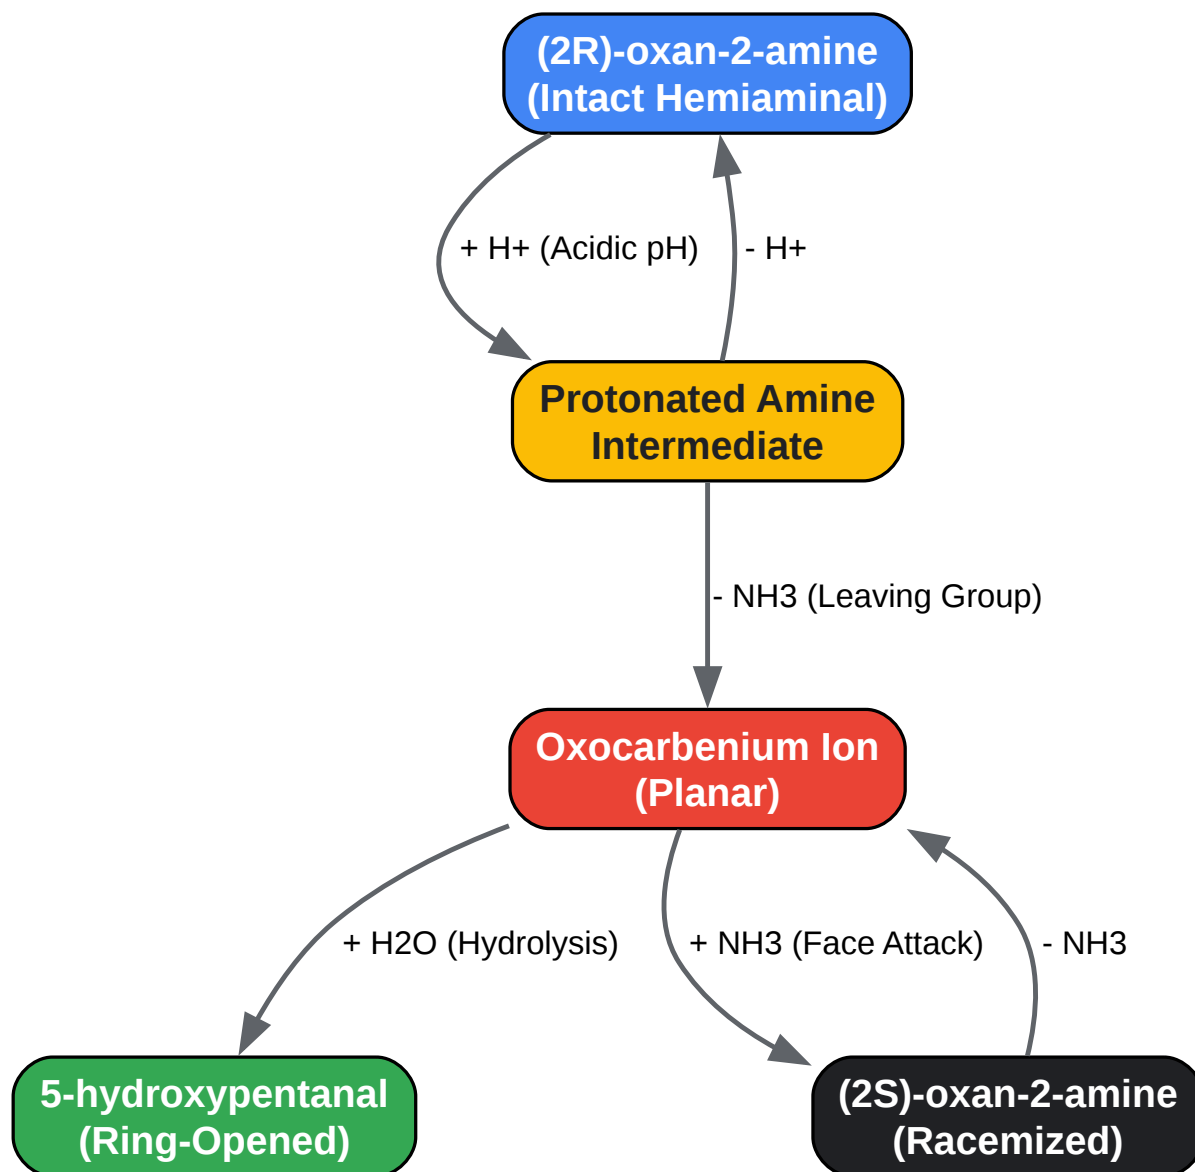 (2R)-oxan-2-amine
(Intact Hemiaminal)
+ H+ (Acidic pH)
- H+
Protonated Amine
Intermediate
- NH3 (Leaving Group)
Oxocarbenium Ion
(Planar)
+ H2O (Hydrolysis)
+ NH3 (Face Attack)
- NH3
5-hydroxypentanal
(Ring-Opened)
(2S)-oxan-2-amine
(Racemized)